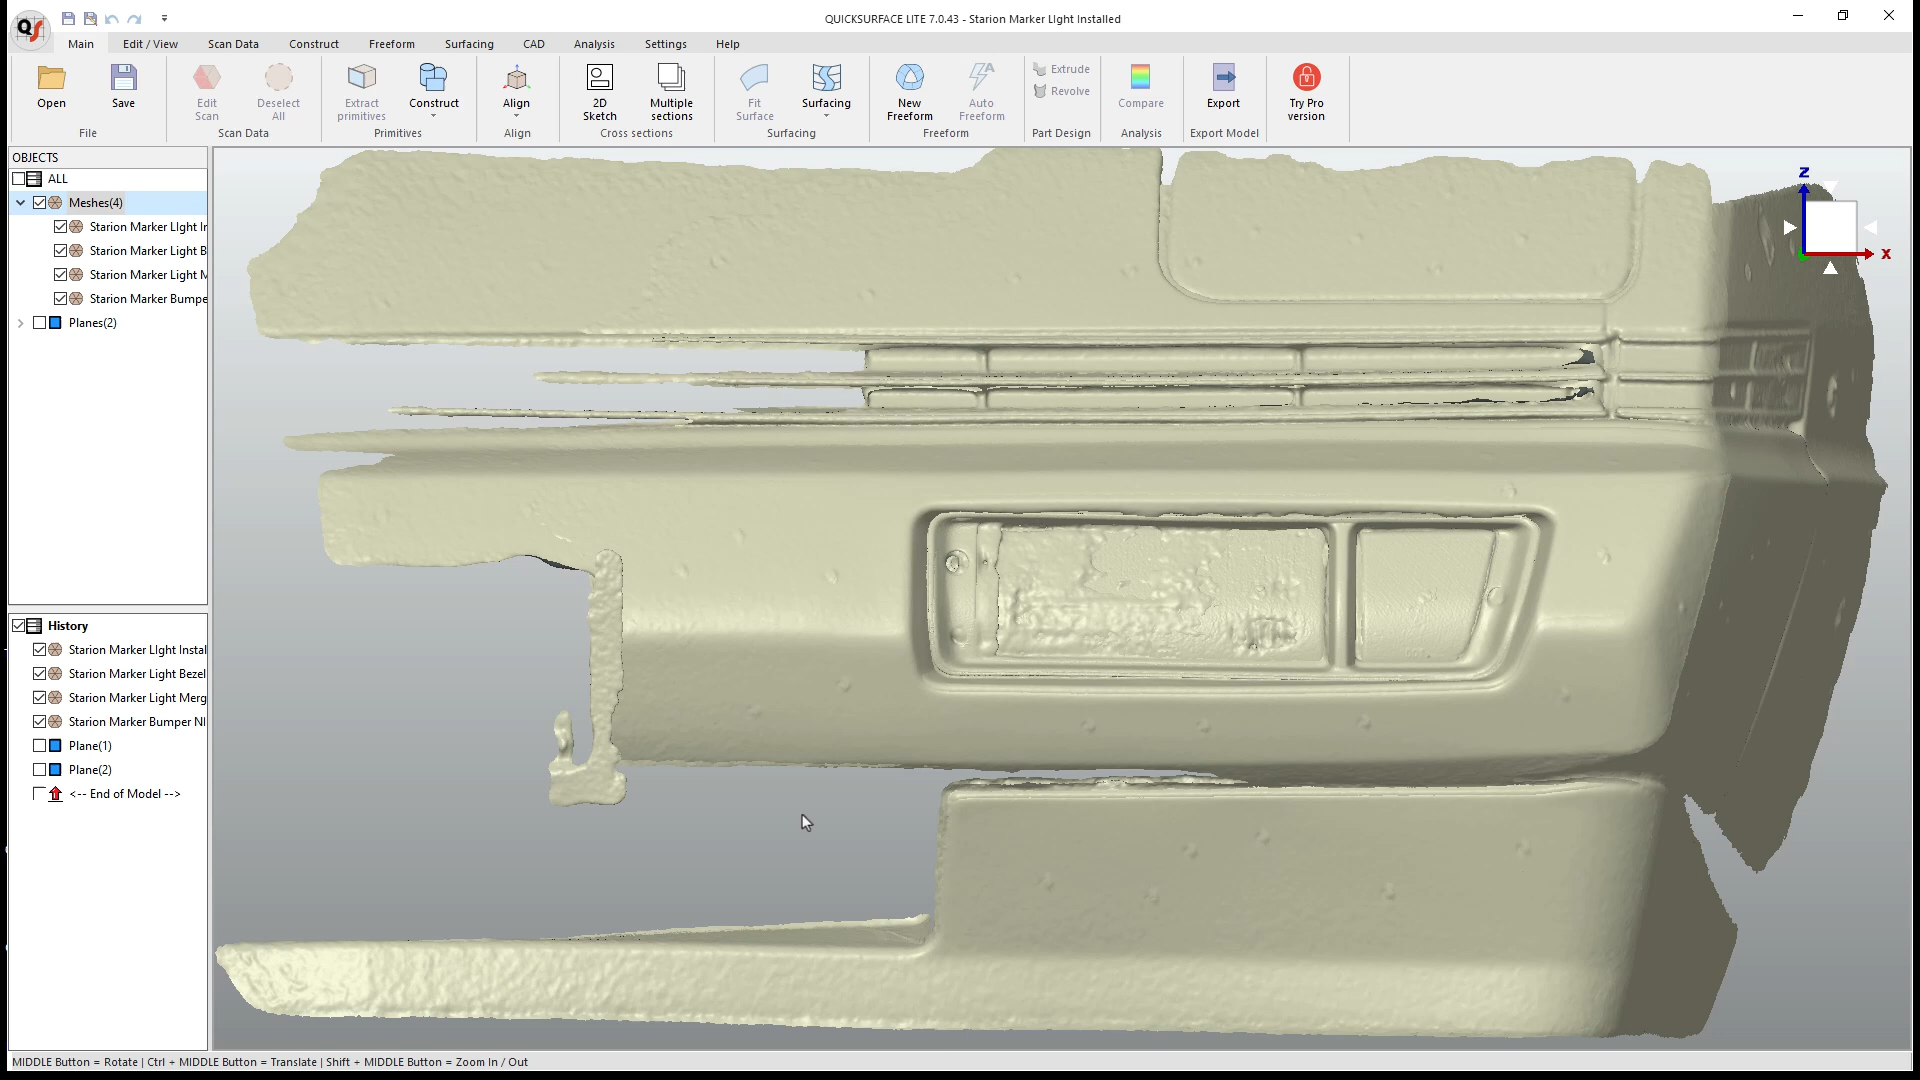 QS
QUICKSURFACE LITE 7.0.43 - Starion Marker LIght Installed
Main Edit / View Scan Data Construct Freeform Surfacing CAD Analysis Settings Help
Open Save Edit Scan Deselect All Extract primitives Construct Align 2D Sketch Multiple sections Fit Surface Surfacing New Freeform Auto Freeform Extrude Revolve Compare Export Try Pro version
File Scan Data Primitives Align Cross sections Surfacing Freeform Part Design Analysis Export Model
OBJECTS
ALL
Meshes(4)
Starion Marker LIght Ir
Starion Marker Light B
Starion Marker Light M
Starion Marker Bumpe
Planes(2)
History
Starion Marker LIght Instal
Starion Marker Light Bezel
Starion Marker Light Merg
Starion Marker Bumper NI
Plane(1)
Plane(2)
<-- End of Model -->
Z
X
MIDDLE Button = Rotate | Ctrl + MIDDLE Button = Translate | Shift + MIDDLE Button = Zoom In / Out